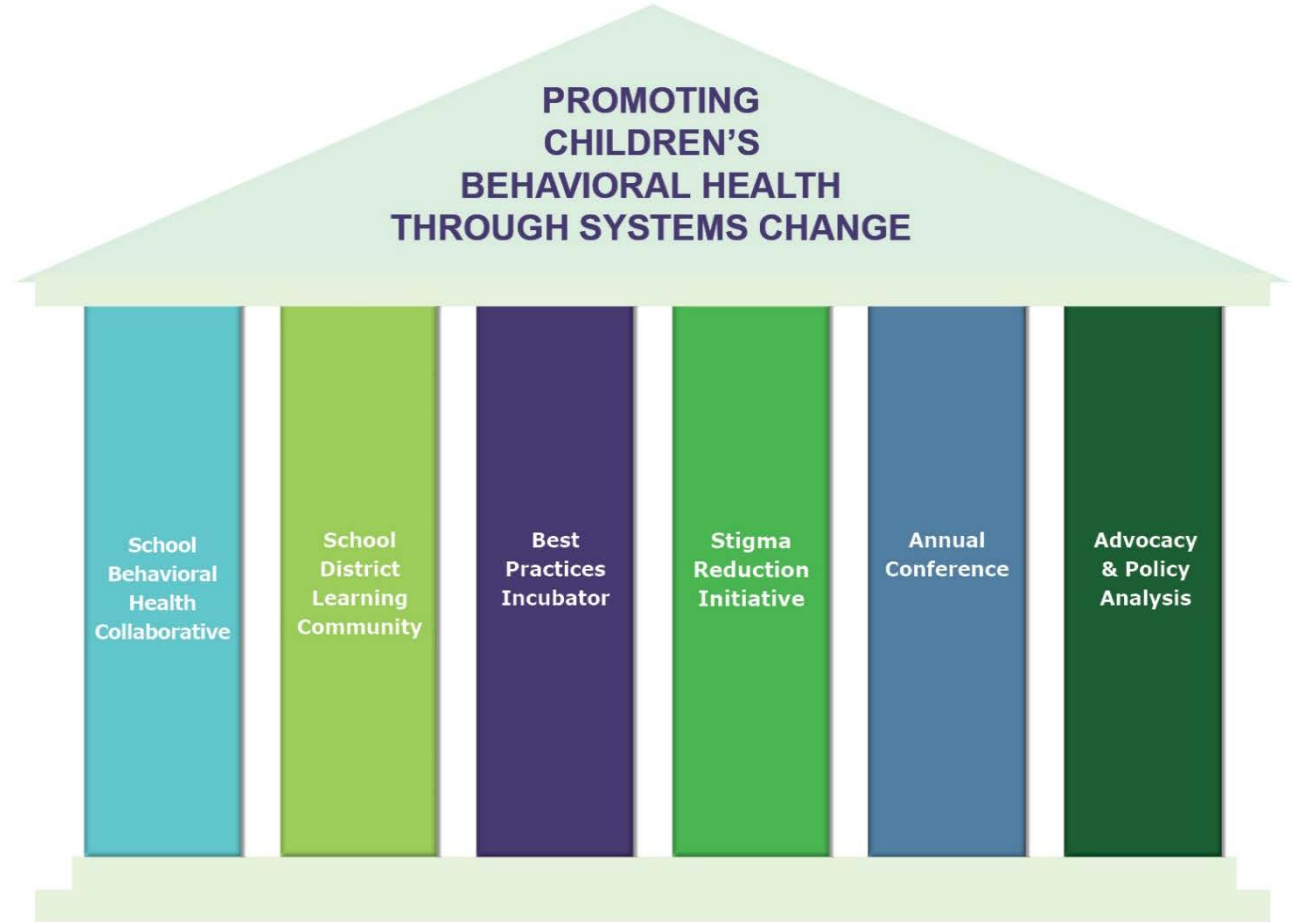 PROMOTING
CHILDREN’S
BEHAVIORAL HEALTH
THROUGH SYSTEMS CHANGE
School
Behavioral
Health
Collaborative
School
District
Learning
Community
Best
Practices
Incubator
Stigma
Reduction
Initiative
Annual
Conference
Advocacy
& Policy
Analysis